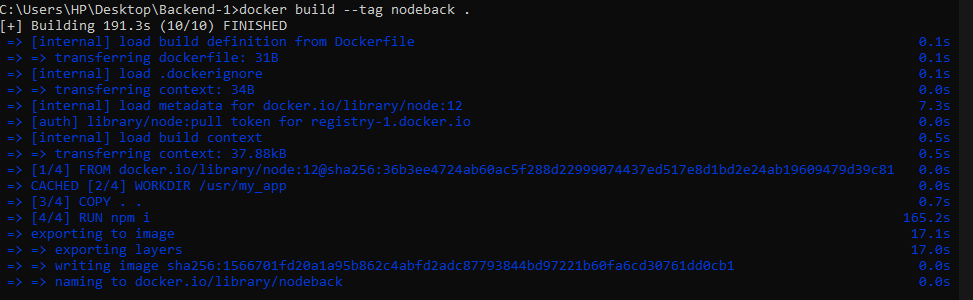 C:\Users\HP\Desktop\Backend-1>docker build --tag nodeback .
[+] Building 191.3s (10/10) FINISHED
=> [internal] load build definition from Dockerfile 0.1s
=> => transferring dockerfile: 31B 0.1s
=> [internal] load .dockerignore 0.1s
=> => transferring context: 34B 0.0s
=> [internal] load metadata for docker.io/library/node:12 7.3s
=> [auth] library/node:pull token for registry-1.docker.io 0.0s
=> [internal] load build context 0.5s
=> => transferring context: 37.88kB 0.5s
=> [1/4] FROM docker.io/library/node:12@sha256:36b3ee4724ab60ac5f288d22999074437ed517e8d1bd2e24ab19609479d39c81 0.0s
=> CACHED [2/4] WORKDIR /usr/my_app 0.0s
=> [3/4] COPY . . 0.7s
=> [4/4] RUN npm i 165.2s
=> exporting to image 17.1s
=> => exporting layers 17.0s
=> => writing image sha256:1566701fd20a1a95b862c4abfd2adc87793844bd97221b60fa6cd30761dd0cb1 0.0s
=> => naming to docker.io/library/nodeback 0.0s